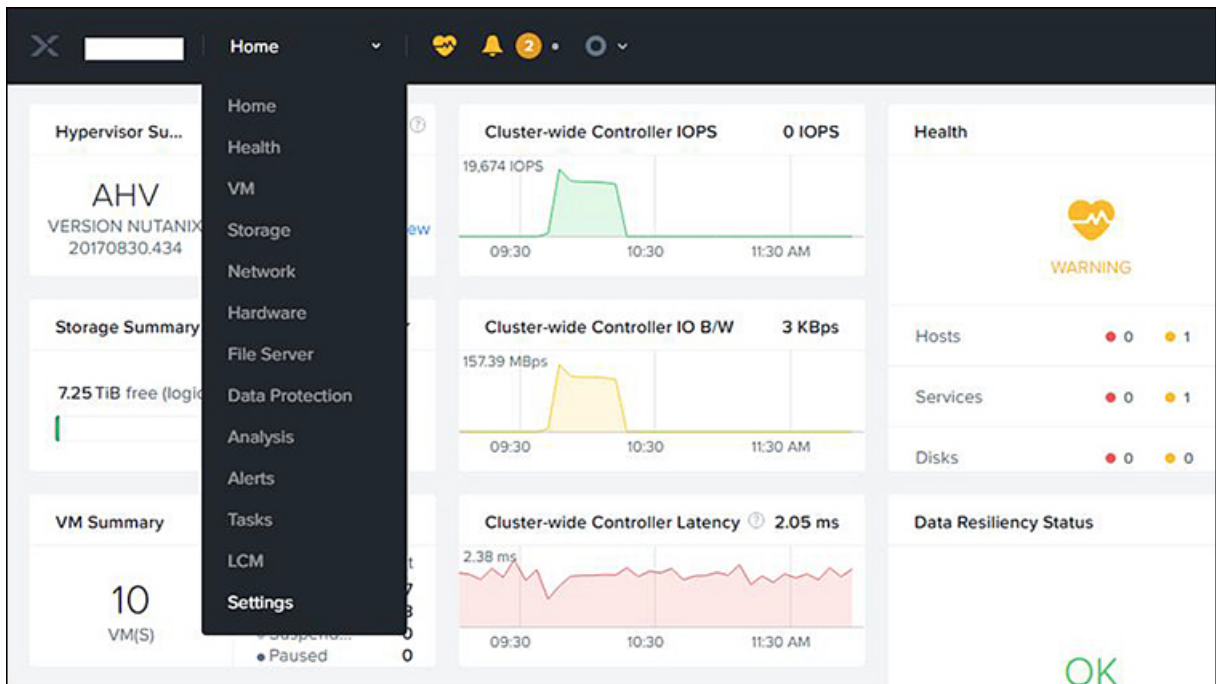 Home
2
Home
Health
VM
Storage
Network
Hardware
File Server
Data Protection
Analysis
Alerts
Tasks
LCM
Settings
Hypervisor Su...
AHV
VERSION NUTANIX
20170830.434
ew
Storage Summary
7.25 TiB free (logic
VM Summary
10
VM(S)
Paused 0
Cluster-wide Controller IOPS 0 IOPS
19,674 IOPS
09:30 10:30 11:30 AM
Cluster-wide Controller IO B/W 3 KBps
157.39 MBps
09:30 10:30 11:30 AM
Cluster-wide Controller Latency 2.05 ms
2.38 ms
09:30 10:30 11:30 AM
Health
WARNING
Hosts 0 1
Services 0 1
Disks 0 0
Data Resiliency Status
OK